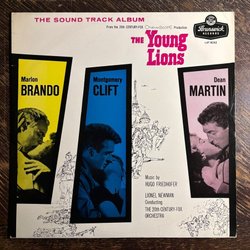 THE SOUND TRACK ALBUM
From the 20th CENTURY-FOX CinemaScope Production
THE Young
Lions
Brunswick
Marlon
BRANDO
Montgomery
CLIFT
Dean
MARTIN
Music by
HUGO FRIEDHOFER
LIONEL NEWMAN
Conducting
THE 20th CENTURY-FOX
ORCHESTRA